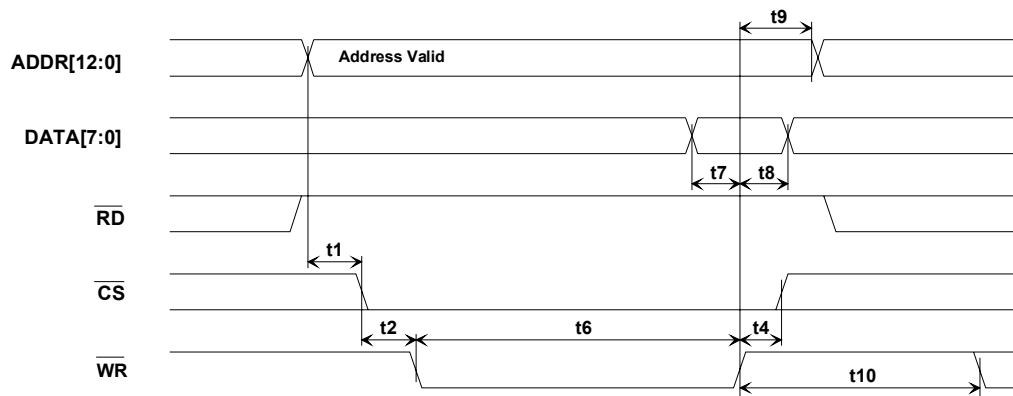 t9
ADDR[12:0]
Address Valid
DATA[7:0]
t7
t8
RD
t1
CS
t2
t6
t4
WR
t10